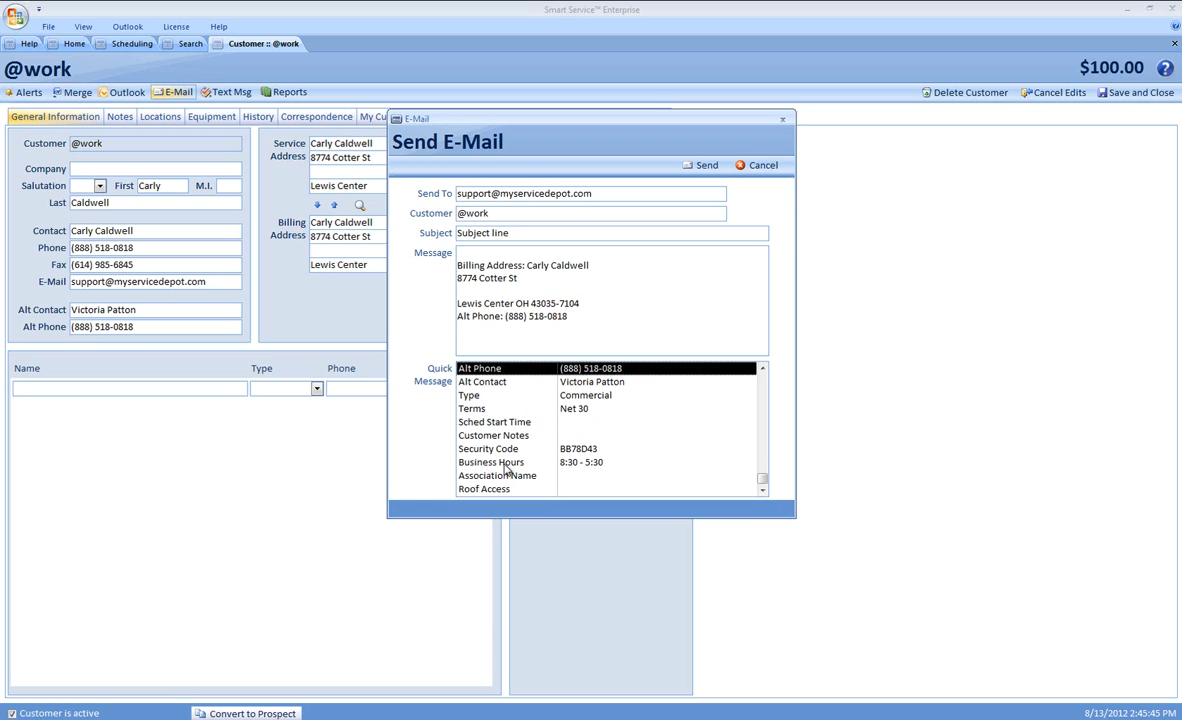 Smart Service™ Enterprise
File View Outlook License Help
Help Home Scheduling Search Customer :: @work
@work $100.00
Alerts Merge Outlook E-Mail Text Msg Reports Delete Customer Cancel Edits Save and Close
General Information Notes Locations Equipment History Correspondence My Cu
Customer @work
Company
Salutation First Carly M.I.
Last Caldwell
Contact Carly Caldwell
Phone (888) 518-0818
Fax (614) 985-6845
E-Mail support@myservicedepot.com
Alt Contact Victoria Patton
Alt Phone (888) 518-0818
Service Address
Carly Caldwell
8774 Cotter St
Lewis Center
Billing Address
Carly Caldwell
8774 Cotter St
Lewis Center
Name Type Phone
E-Mail
Send E-Mail
Send Cancel
Send To support@myservicedepot.com
Customer @work
Subject Subject line
Message
Billing Address: Carly Caldwell
8774 Cotter St
Lewis Center OH 43035-7104
Alt Phone: (888) 518-0818
Quick Message
Alt Phone (888) 518-0818
Alt Contact Victoria Patton
Type Commercial
Terms Net 30
Sched Start Time
Customer Notes
Security Code BB78D43
Business Hours 8:30 - 5:30
Association Name
Roof Access
Customer is active Convert to Prospect 8/13/2012 2:45:45 PM